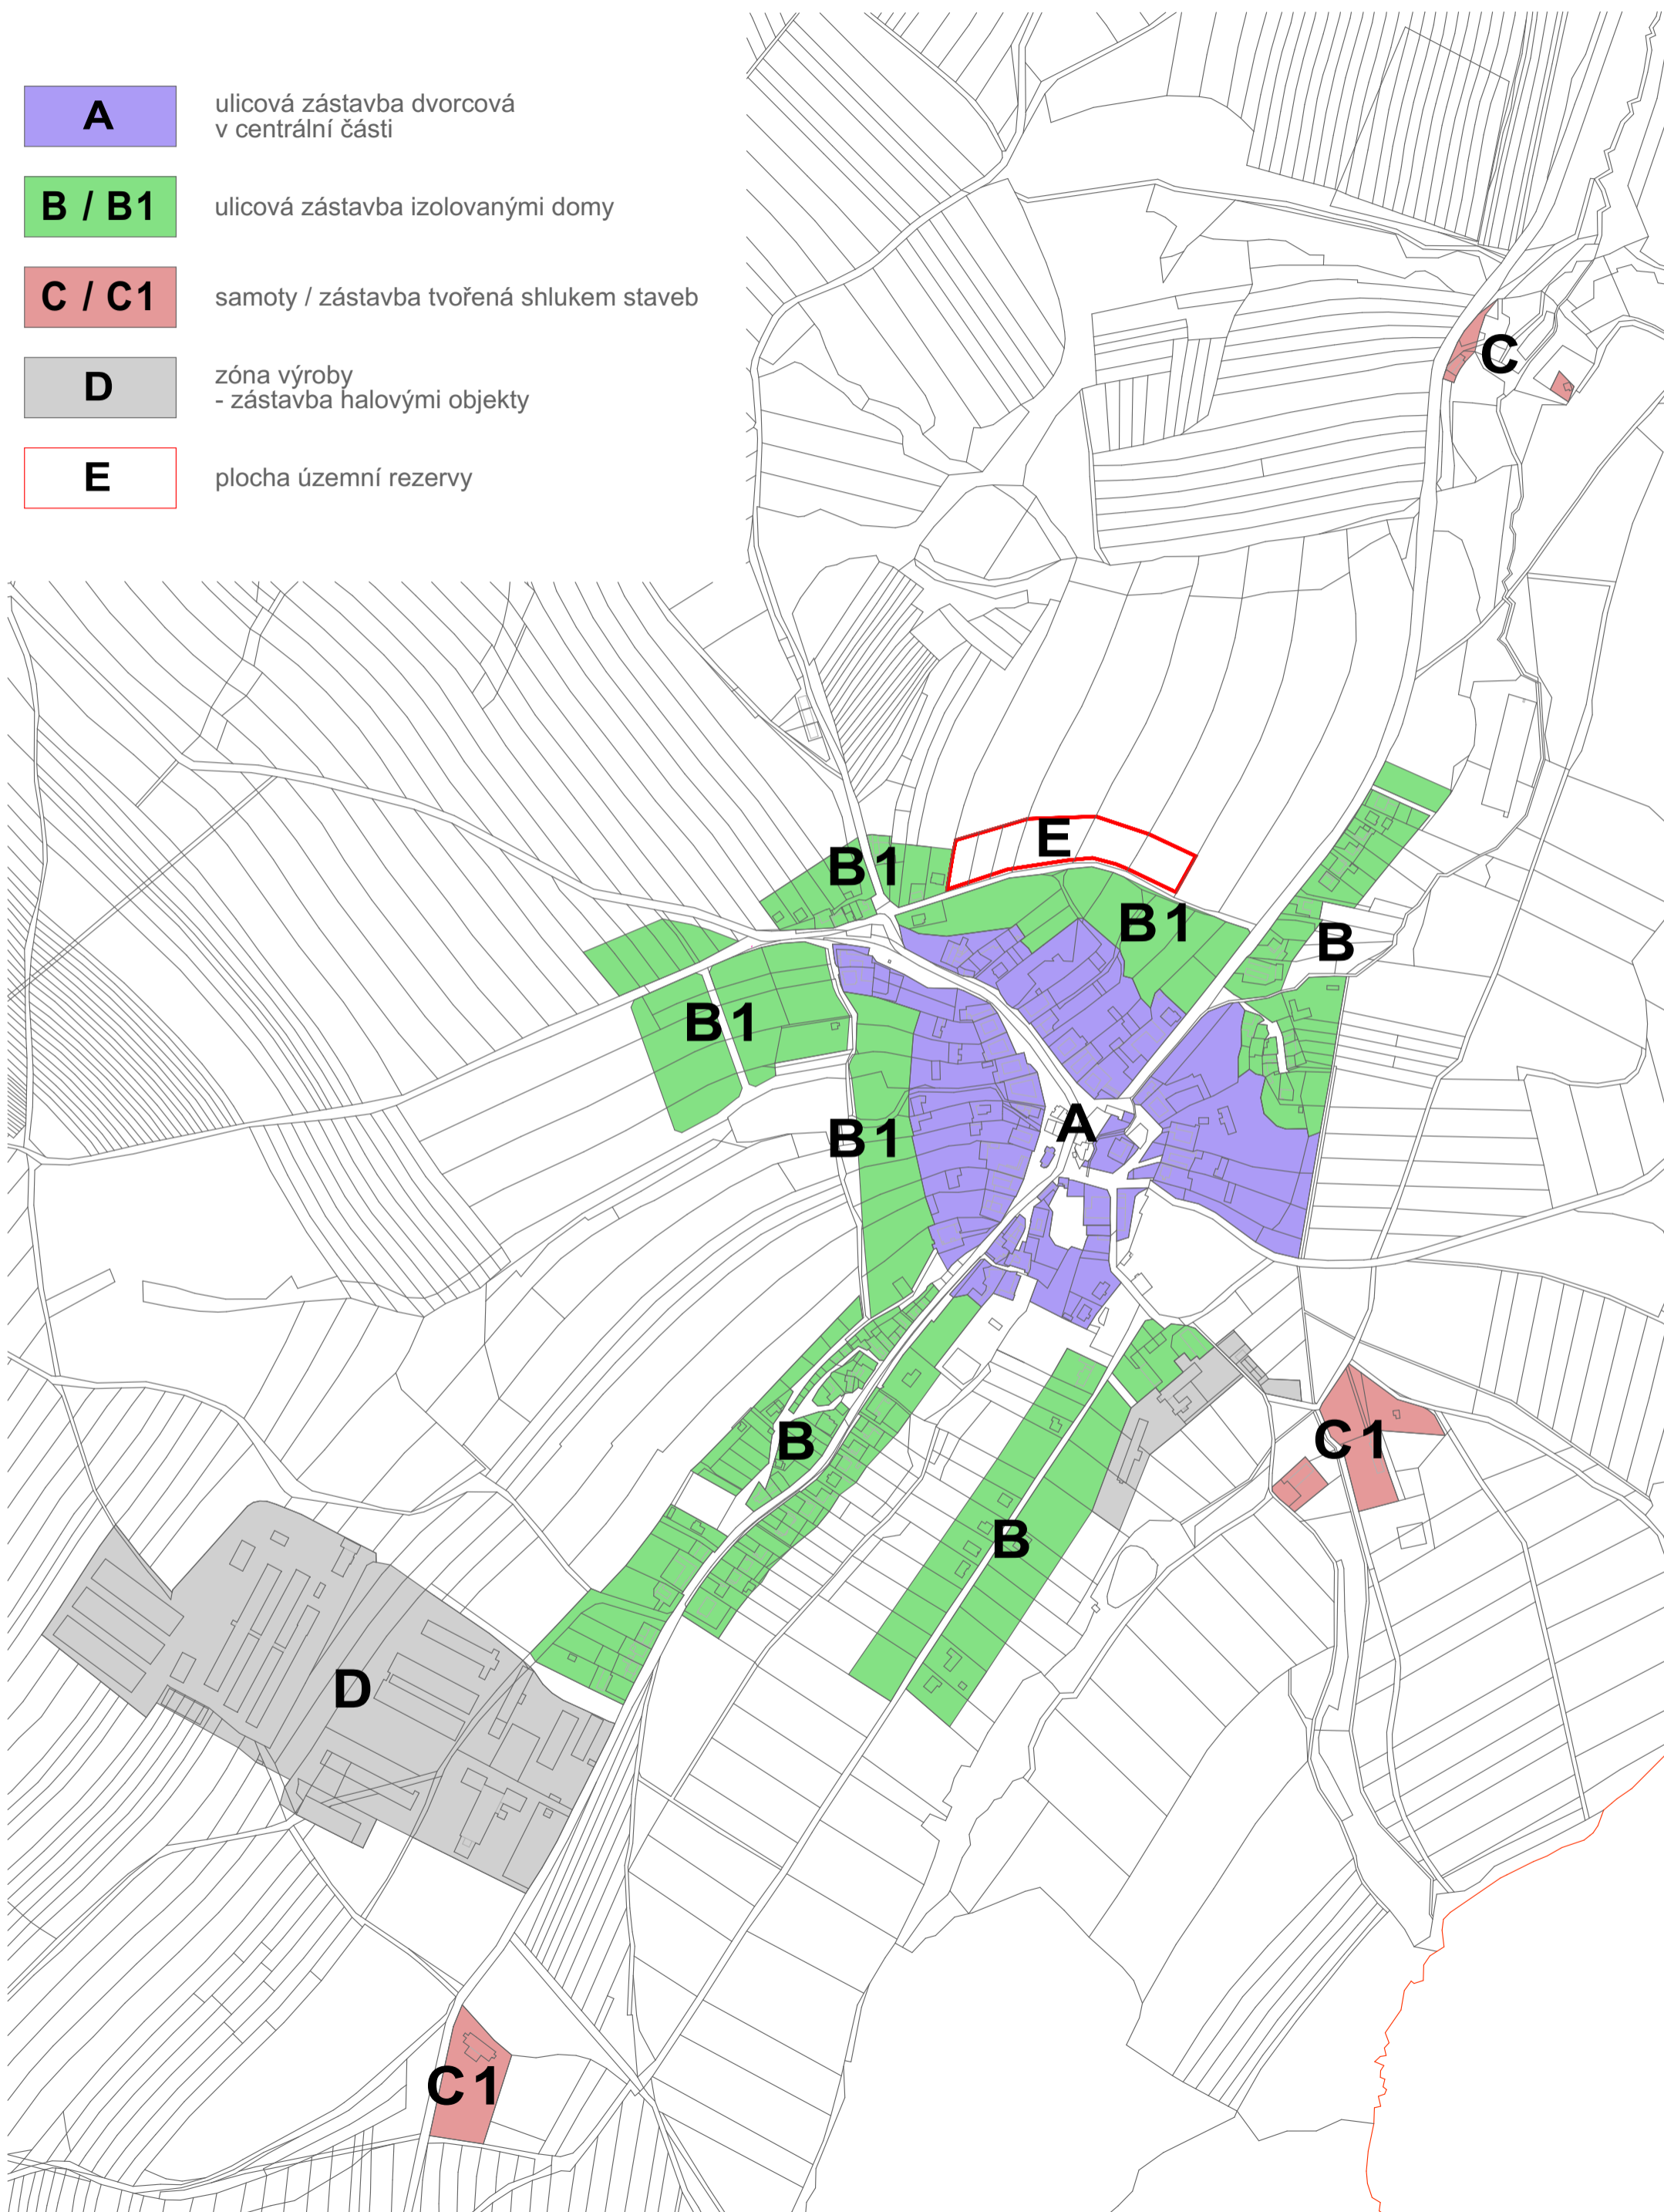 A
ulicová zástavba dvorcová
v centrální části
B / B1
ulicová zástavba izolovanými domy
C / C1
samoty / zástavba tvořená shlukem staveb
D
zóna výroby
- zástavba halovými objekty
E
plocha územní rezervy
C
E
B1
B1
B
B1
A
B1
C1
B
B
D
C1